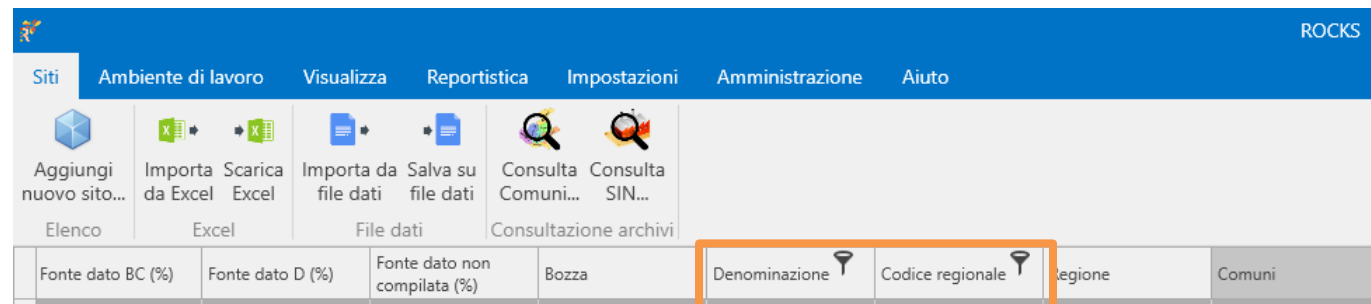 ROCKS
Siti Ambiente di lavoro Visualizza Reportistica Impostazioni Amministrazione Aiuto
Aggiungi nuovo sito...
Importa da Excel
Scarica Excel
Importa da file dati
Salva su file dati
Consulta Comuni...
Consulta SIN...
Elenco Excel File dati Consultazione archivi
Fonte dato BC (%) Fonte dato D (%) Fonte dato non compilata (%) Bozza Denominazione Codice regionale egione Comuni